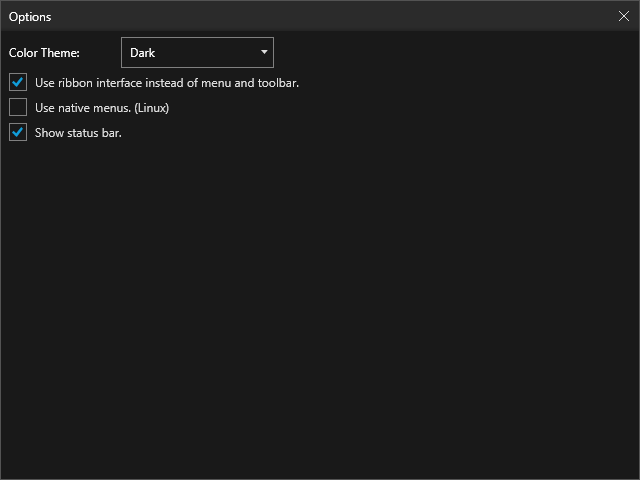 Options
Color Theme: Dark
Use ribbon interface instead of menu and toolbar.
Use native menus. (Linux)
Show status bar.